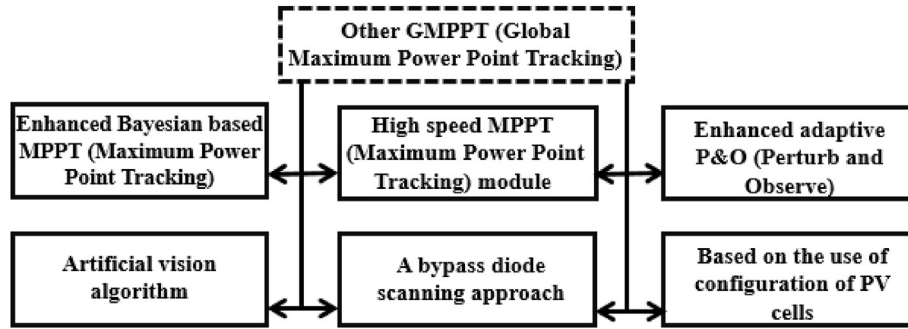 Other GMPPT (Global
Maximum Power Point Tracking)
Enhanced Bayesian based
MPPT (Maximum Power
Point Tracking)
High speed MPPT
(Maximum Power Point
Tracking) module
Enhanced adaptive
P&O (Perturb and
Observe)
Artificial vision
algorithm
A bypass diode
scanning approach
Based on the use of
configuration of PV
cells